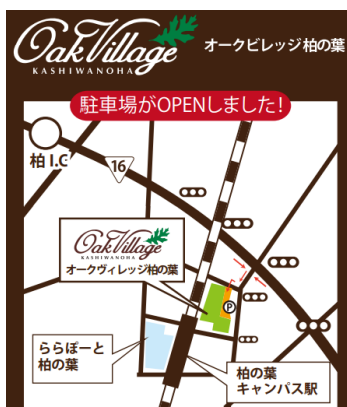 Oak Village
KASHIWANOHA
オークビレッジ柏の葉
駐車場がOPENしました!
柏 I.C
16
Oak Village
KASHIWANOHA
オークヴィレッジ柏の葉
P
ららぽーと
柏の葉
柏の葉
キャンパス駅